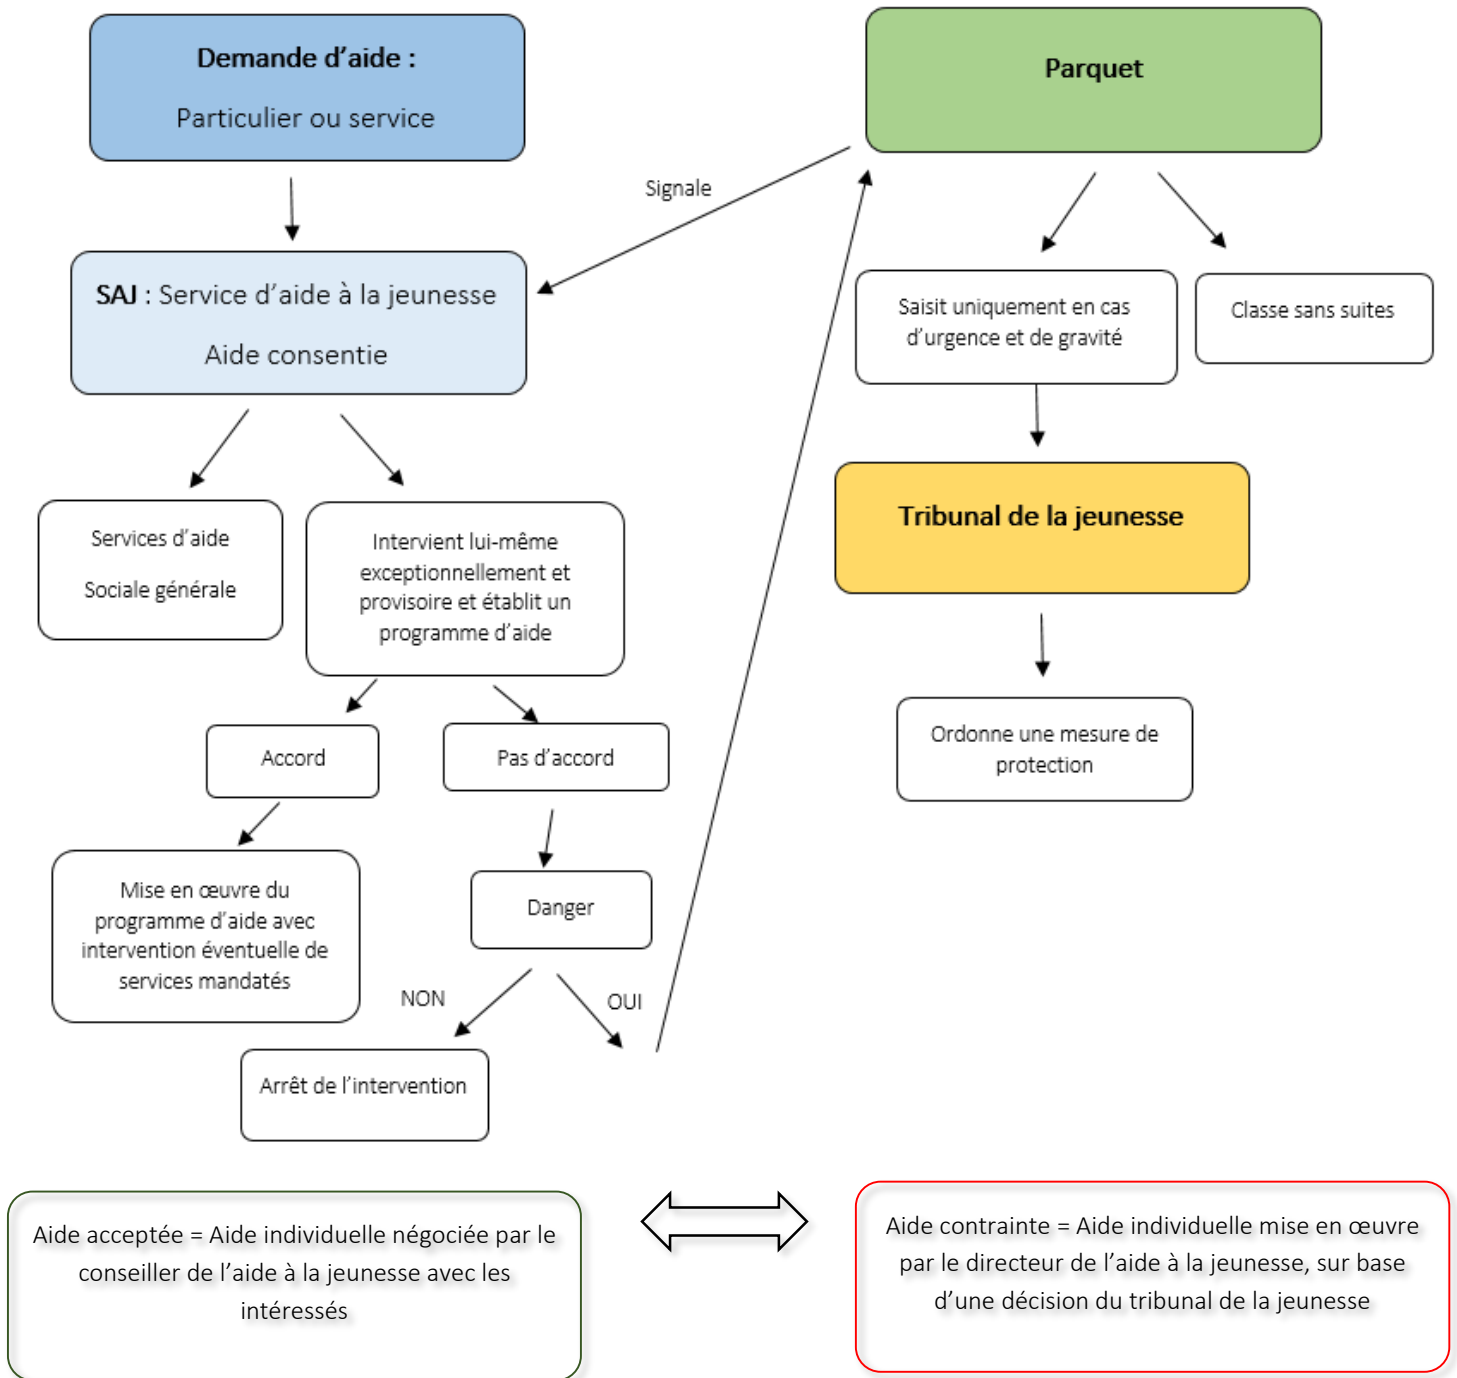 Demande d’aide :
Particulier ou service
Parquet
Signale
SAJ : Service d’aide à la jeunesse
Aide consentie
Saisit uniquement en cas
d’urgence et de gravité
Classe sans suites
Tribunal de la jeunesse
Services d’aide
Sociale générale
Intervient lui-même
exceptionnellement et
provisoire et établit un
programme d’aide
Ordonne une mesure de
protection
Accord
Pas d’accord
Mise en œuvre du
programme d’aide avec
intervention éventuelle de
services mandatés
Danger
NON
OUI
Arrêt de l’intervention
Aide acceptée = Aide individuelle négociée par le
conseiller de l’aide à la jeunesse avec les
intéressés
Aide contrainte = Aide individuelle mise en œuvre
par le directeur de l’aide à la jeunesse, sur base
d’une décision du tribunal de la jeunesse